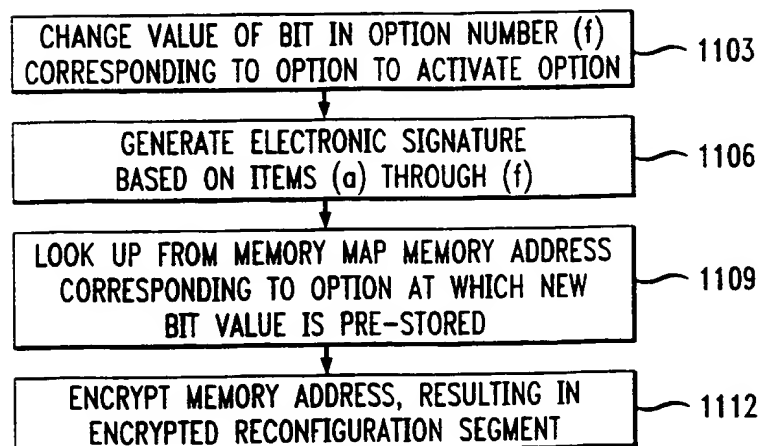 CHANGE VALUE OF BIT IN OPTION NUMBER (f)
CORRESPONDING TO OPTION TO ACTIVATE OPTION
1103
GENERATE ELECTRONIC SIGNATURE
BASED ON ITEMS (a) THROUGH (f)
1106
LOOK UP FROM MEMORY MAP MEMORY ADDRESS
CORRESPONDING TO OPTION AT WHICH NEW
BIT VALUE IS PRE-STORED
1109
ENCRYPT MEMORY ADDRESS, RESULTING IN
ENCRYPTED RECONFIGURATION SEGMENT
1112